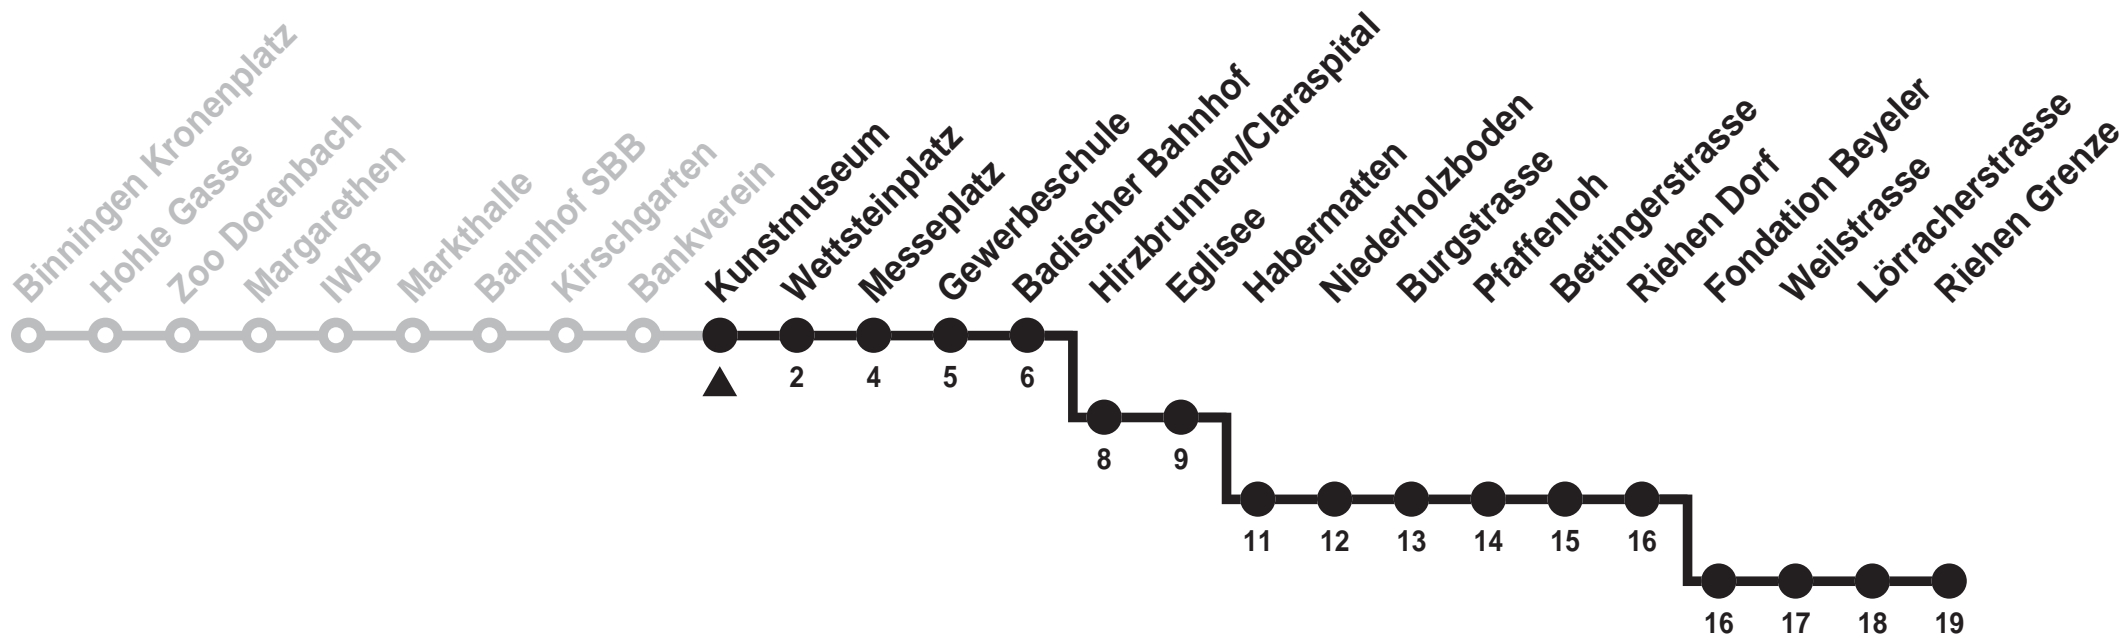 Binningen Kronenplatz
Hohle Gasse
Zoo Dorenbach
Margarethen
IWB
Markthalle
Bahnhof SBB
Kirschgarten
Bankverein
Kunstmuseum
Wettsteinplatz
Messeplatz
Gewerbeschule
Badischer Bahnhof
Hirzbrunnen/Claraspital
Eglisee
Habermatten
Niederholzboden
Burgstrasse
Pfaffenloh
Bettingerstrasse
Riehen Dorf
Fondation Beyeler
Weilstrasse
Lörracherstrasse
Riehen Grenze
2 4 5 6
8 9
11 12 13 14 15 16
16 17 18 19